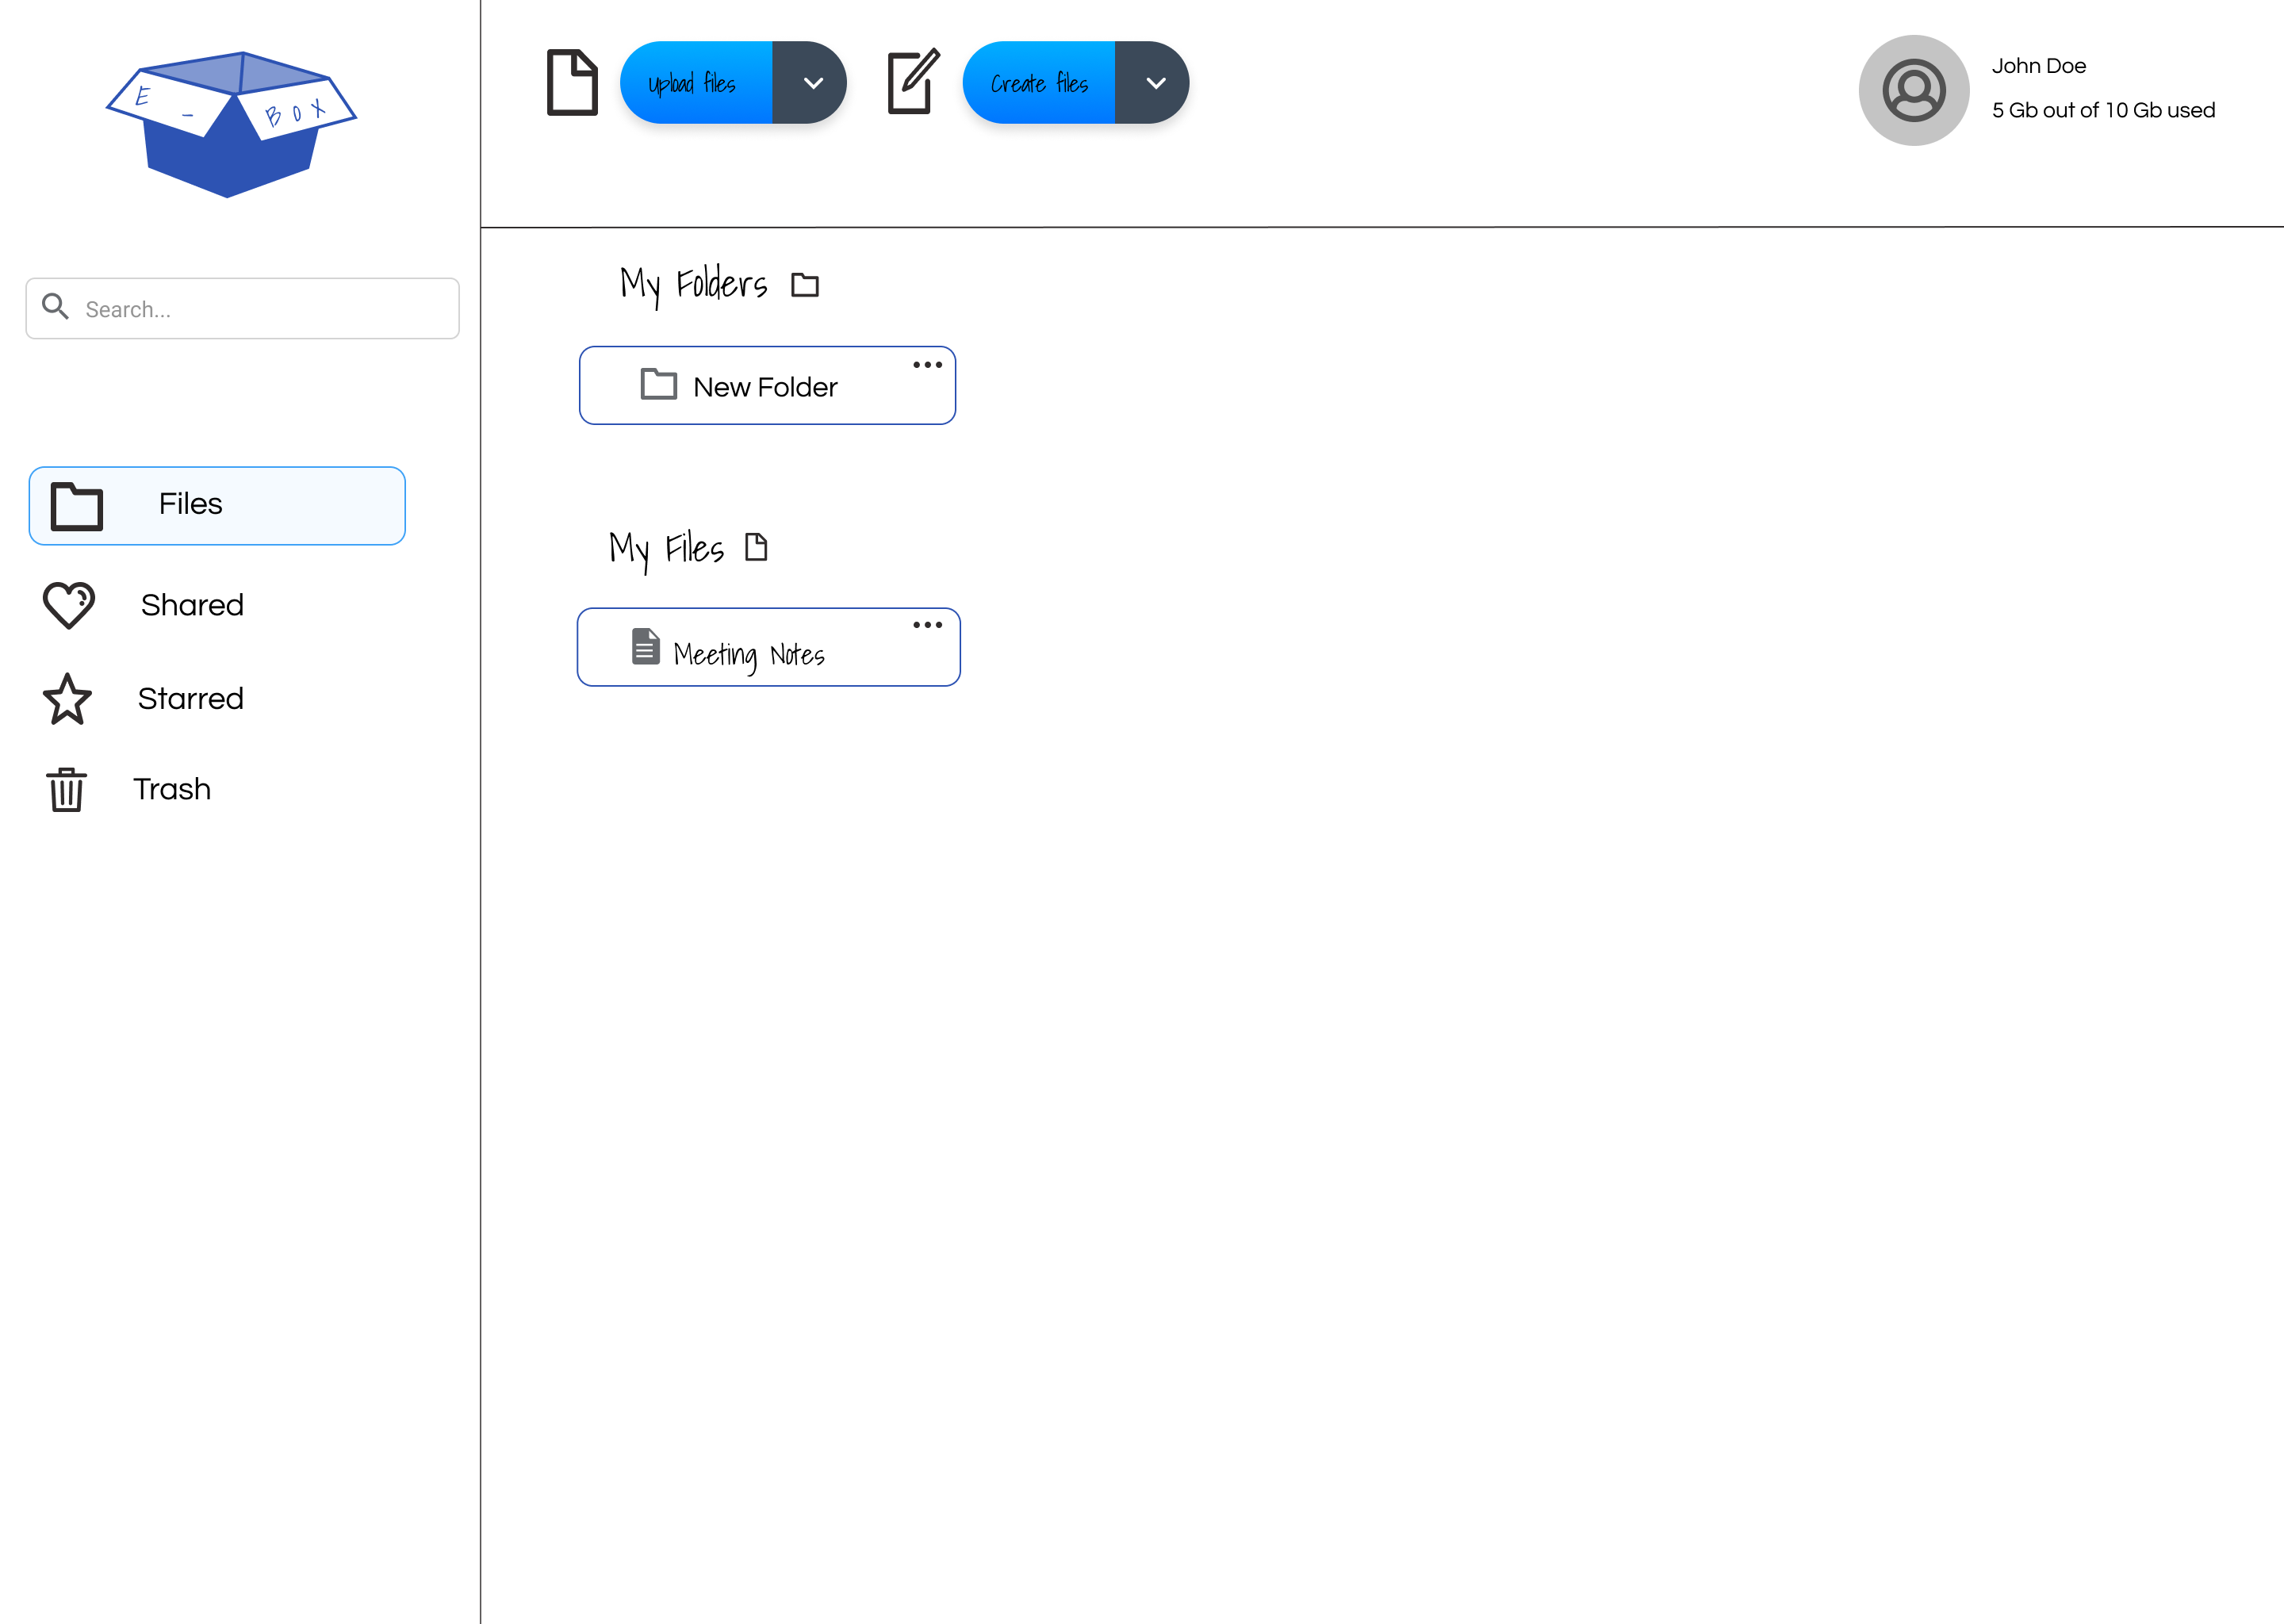 E - BOX
Search...
Files
Shared
Starred
Trash
Upload files
Create files
John Doe
5 Gb out of 10 Gb used
My Folders
New Folder
My Files
Meeting Notes